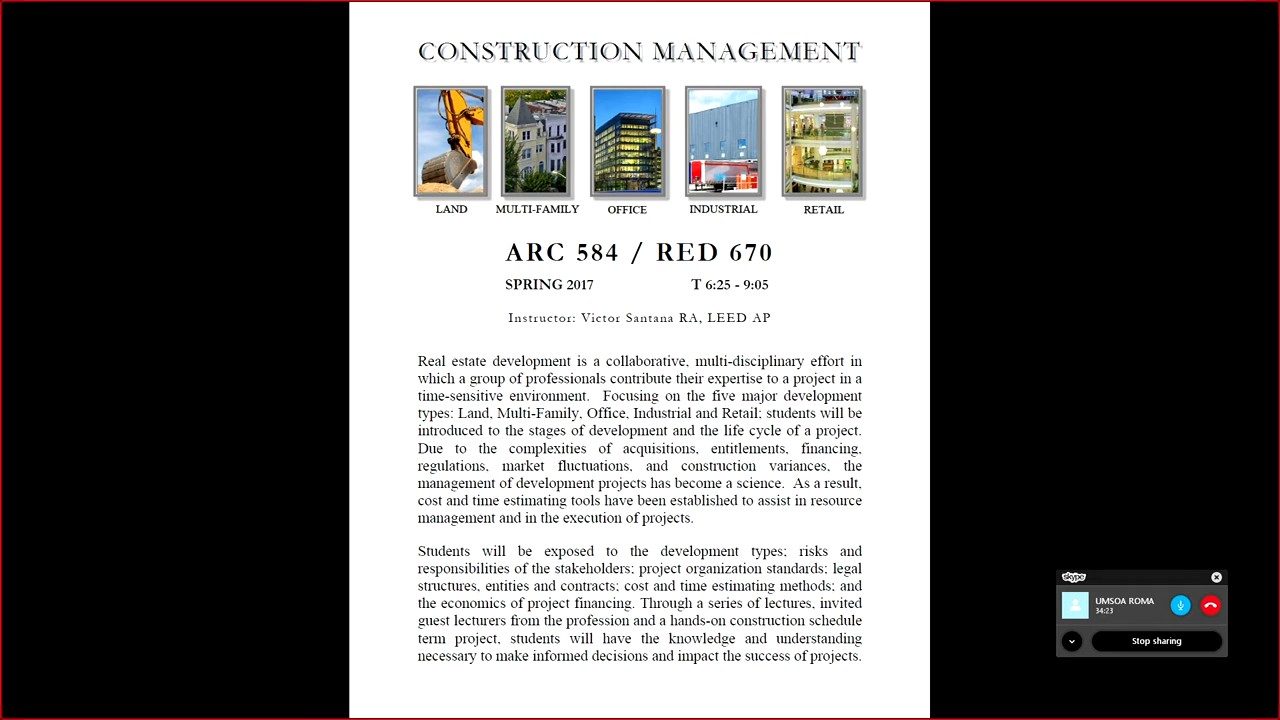 CONSTRUCTION MANAGEMENT
LAND
MULTI-FAMILY
OFFICE
INDUSTRIAL
RETAIL
ARC 584 / RED 670
SPRING 2017 T 6:25 - 9:05
Instructor: Victor Santana RA, LEED AP
Real estate development is a collaborative, multi-disciplinary effort in
which a group of professionals contribute their expertise to a project in a
time-sensitive environment. Focusing on the five major development
types: Land, Multi-Family, Office, Industrial and Retail; students will be
introduced to the stages of development and the life cycle of a project.
Due to the complexities of acquisitions, entitlements, financing,
regulations, market fluctuations, and construction variances, the
management of development projects has become a science. As a result,
cost and time estimating tools have been established to assist in resource
management and in the execution of projects.
Students will be exposed to the development types; risks and
responsibilities of the stakeholders; project organization standards; legal
structures, entities and contracts; cost and time estimating methods; and
the economics of project financing. Through a series of lectures, invited
guest lecturers from the profession and a hands-on construction schedule
term project, students will have the knowledge and understanding
necessary to make informed decisions and impact the success of projects.
skype
UMSOA ROMA
34:23
Stop sharing